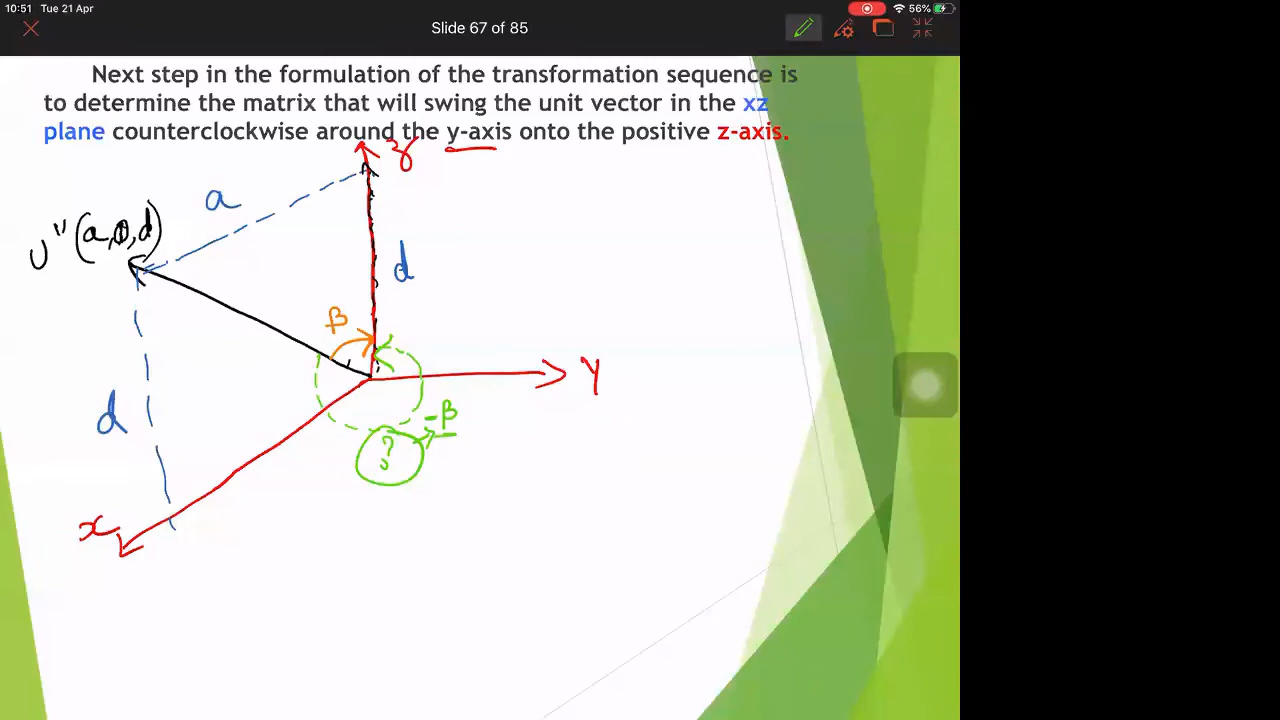 10:51 Tue 21 Apr
56%
Slide 67 of 85
Next step in the formulation of the transformation sequence is
to determine the matrix that will swing the unit vector in the xz
plane counterclockwise around the y-axis onto the positive z-axis.
z
a
U" (a,0,d)
d
β
y
d
-β
?
x